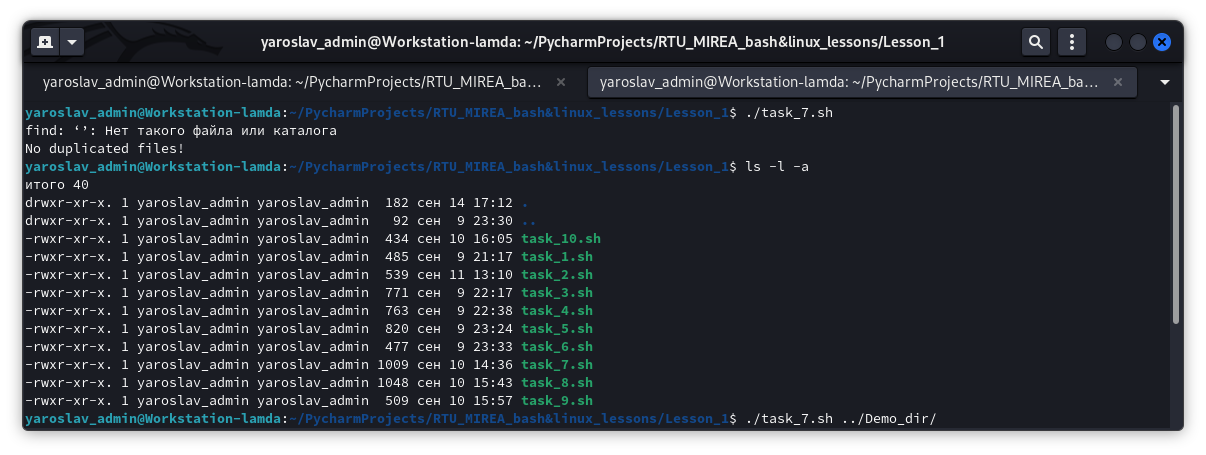 yaroslav_admin@Workstation-lamda: ~/PycharmProjects/RTU_MIREA_bash&linux_lessons/Lesson_1
yaroslav_admin@Workstation-lamda: ~/PycharmProjects/RTU_MIREA_ba... × yaroslav_admin@Workstation-lamda: ~/PycharmProjects/RTU_MIREA_ba... ×
yaroslav_admin@Workstation-lamda:~/PycharmProjects/RTU_MIREA_bash&linux_lessons/Lesson_1$ ./task_7.sh
find: ‘’: Нет такого файла или каталога
No duplicated files!
yaroslav_admin@Workstation-lamda:~/PycharmProjects/RTU_MIREA_bash&linux_lessons/Lesson_1$ ls -l -a
итого 40
drwxr-xr-x. 1 yaroslav_admin yaroslav_admin  182 сен 14 17:12 .
drwxr-xr-x. 1 yaroslav_admin yaroslav_admin   92 сен  9 23:30 ..
-rwxr-xr-x. 1 yaroslav_admin yaroslav_admin  434 сен 10 16:05 task_10.sh
-rwxr-xr-x. 1 yaroslav_admin yaroslav_admin  485 сен  9 21:17 task_1.sh
-rwxr-xr-x. 1 yaroslav_admin yaroslav_admin  539 сен 11 13:10 task_2.sh
-rwxr-xr-x. 1 yaroslav_admin yaroslav_admin  771 сен  9 22:17 task_3.sh
-rwxr-xr-x. 1 yaroslav_admin yaroslav_admin  763 сен  9 22:38 task_4.sh
-rwxr-xr-x. 1 yaroslav_admin yaroslav_admin  820 сен  9 23:24 task_5.sh
-rwxr-xr-x. 1 yaroslav_admin yaroslav_admin  477 сен  9 23:33 task_6.sh
-rwxr-xr-x. 1 yaroslav_admin yaroslav_admin 1009 сен 10 14:36 task_7.sh
-rwxr-xr-x. 1 yaroslav_admin yaroslav_admin 1048 сен 10 15:43 task_8.sh
-rwxr-xr-x. 1 yaroslav_admin yaroslav_admin  509 сен 10 15:57 task_9.sh
yaroslav_admin@Workstation-lamda:~/PycharmProjects/RTU_MIREA_bash&linux_lessons/Lesson_1$ ./task_7.sh ../Demo_dir/